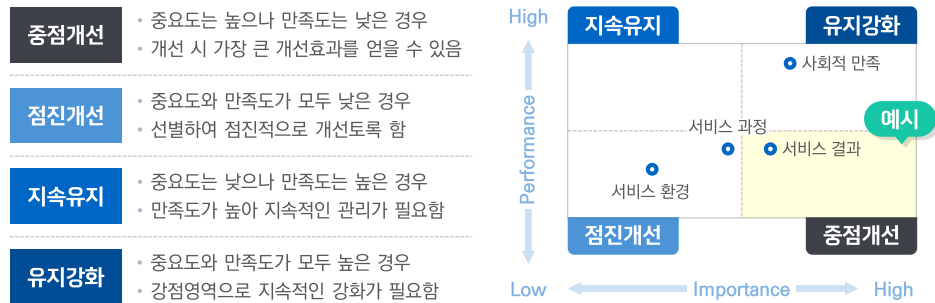 중점개선
• 중요도는 높으나 만족도는 낮은 경우
• 개선 시 가장 큰 개선효과를 얻을 수 있음
점진개선
• 중요도와 만족도가 모두 낮은 경우
• 선별하여 점진적으로 개선토록 함
지속유지
• 중요도는 낮으나 만족도는 높은 경우
• 만족도가 높아 지속적인 관리가 필요함
유지강화
• 중요도와 만족도가 모두 높은 경우
• 강점영역으로 지속적인 강화가 필요함
High
지속유지
유지강화
사회적 만족
예시
서비스 과정
서비스 결과
서비스 환경
Performance
점진개선
중점개선
Low
Importance
High